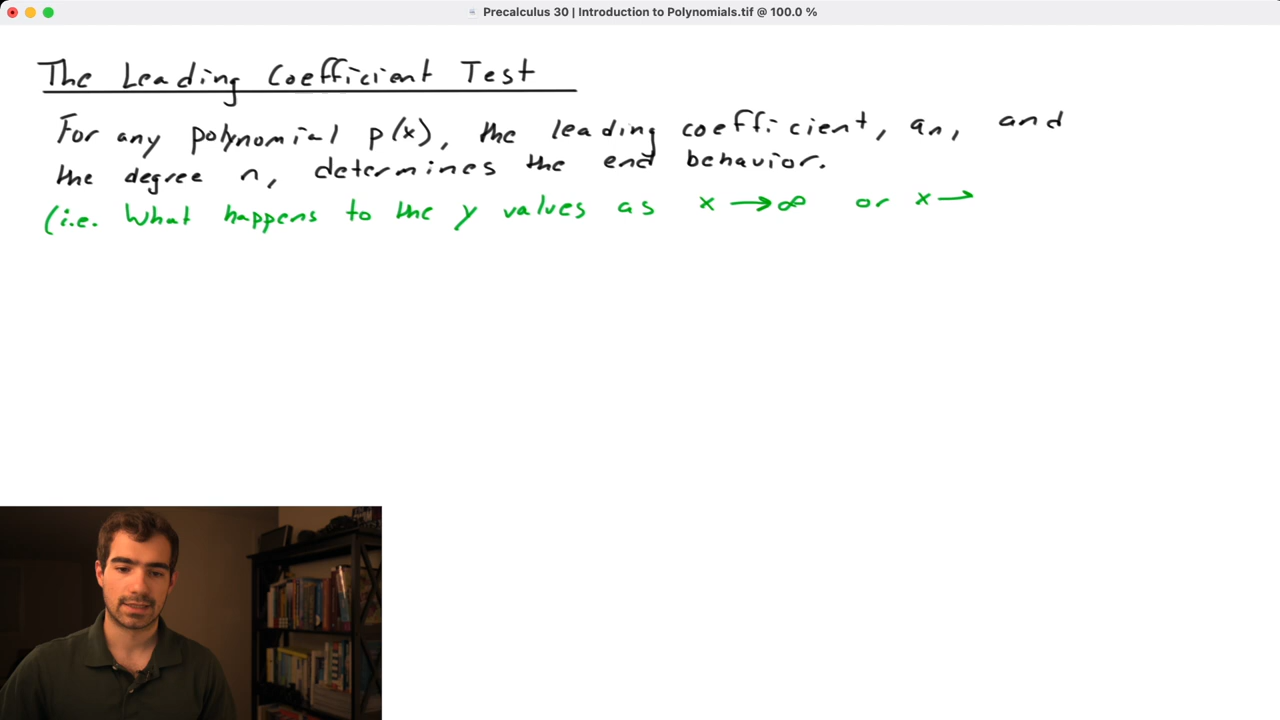 Precalculus 30 | Introduction to Polynomials.tif @ 100.0 %
The Leading Coefficient Test
For any polynomial p(x), the leading coefficient, aₙ, and
the degree n, determines the end behavior.
(i.e. What happens to the y values as x → ∞ or x →